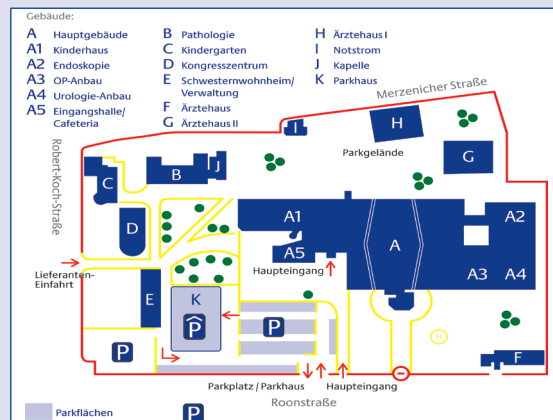 Gebäude:
A Hauptgebäude
A1 Kinderhaus
A2 Endoskopie
A3 OP-Anbau
A4 Urologie-Anbau
A5 Eingangshalle/
Cafeteria
B Pathologie
C Kindergarten
D Kongresszentrum
E Schwesternwohnheim/
Verwaltung
F Ärztehaus
G Ärztehaus II
H Ärztehaus I
I Notstrom
J Kapelle
K Parkhaus
Merzenicher Straße
Robert-Koch-Straße
I
H
Parkgelände
G
C
B
J
D
A1
A5
A
A2
A3
A4
Haupteingang
Lieferanten-
Einfahrt
E
K
P
P
P
H
F
Parkplatz / Parkhaus
Haupteingang
Roonstraße
Parkflächen
P